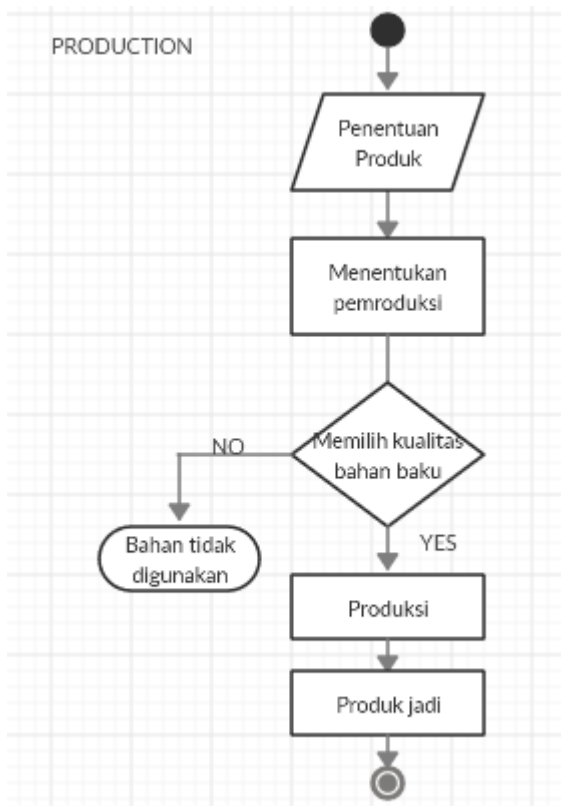 PRODUCTION
Penentuan
Produk
Menentukan
pemroduksi
Memilih kualitas
bahan baku
NO
Bahan tidak
digunakan
YES
Produksi
Produk jadi